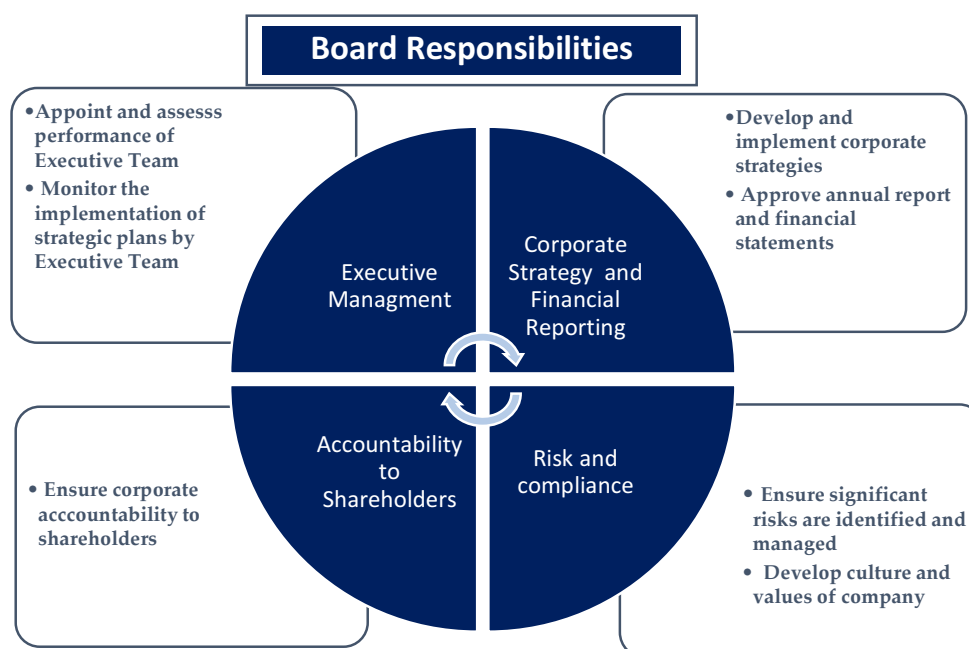 Board Responsibilities
•Appoint and assesss
performance of
Executive Team
• Monitor the
implementation of
strategic plans by
Executive Team
•Develop and
implement corporate
strategies
• Approve annual report
and financial
statements
Executive
Managment
Corporate
Strategy and
Financial
Reporting
Accountability
to
Shareholders
Risk and
compliance
• Ensure corporate
acccountability to
shareholders
• Ensure significant
risks are identified and
managed
• Develop culture and
values of company